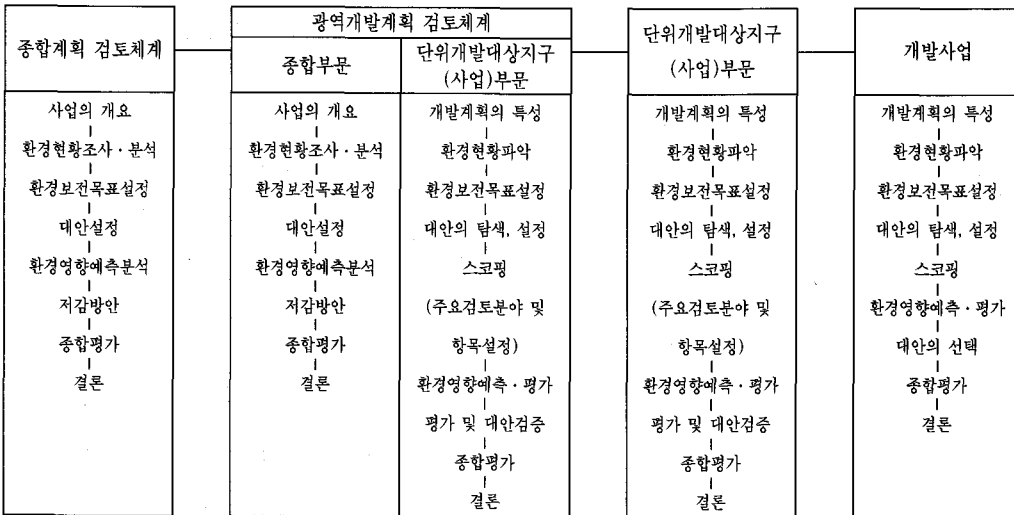 종합계획 검토체계
사업의 개요
환경현황조사·분석
환경보전목표설정
대안설정
환경영향예측분석
저감방안
종합평가
결론
광역개발계획 검토체계
종합부문
사업의 개요
환경현황조사·분석
환경보전목표설정
대안설정
환경영향예측분석
저감방안
종합평가
결론
단위개발대상지구
(사업)부문
개발계획의 특성
환경현황파악
환경보전목표설정
대안의 탐색, 설정
스코핑
(주요검토분야 및
항목설정)
환경영향예측·평가
평가 및 대안검증
종합평가
결론
단위개발대상지구
(사업)부문
개발계획의 특성
환경현황파악
환경보전목표설정
대안의 탐색, 설정
스코핑
(주요검토분야 및
항목설정)
환경영향예측·평가
평가 및 대안검증
종합평가
결론
개발사업
개발계획의 특성
환경현황파악
환경보전목표설정
대안의 탐색, 설정
스코핑
환경영향예측·평가
대안의 선택
종합평가
결론